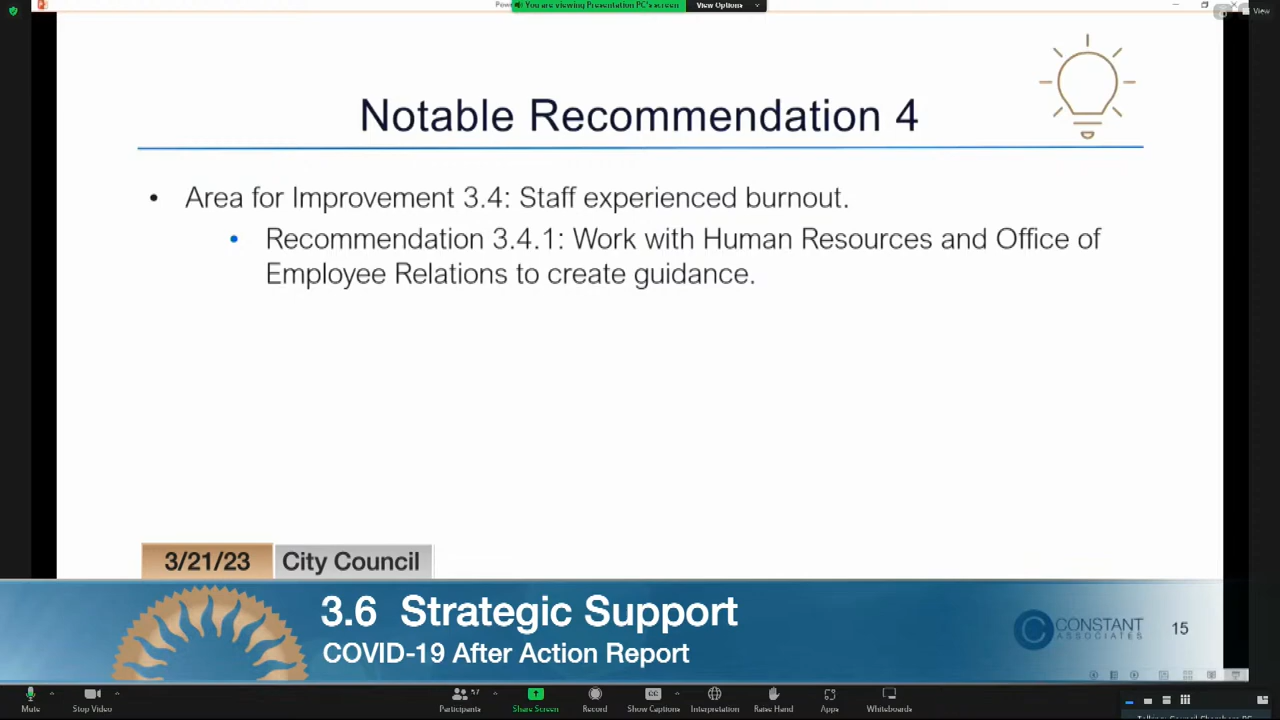 You are viewing Presentation PC's screen
View Options
View
Notable Recommendation 4
• Area for Improvement 3.4: Staff experienced burnout.
• Recommendation 3.4.1: Work with Human Resources and Office of
Employee Relations to create guidance.
3/21/23
City Council
3.6 Strategic Support
COVID-19 After Action Report
CONSTANT
ASSOCIATES
15
Mute
Stop Video
Participants
Share Screen
Record
Show Captions
Interpretation
Raise Hand
Apps
Whiteboards